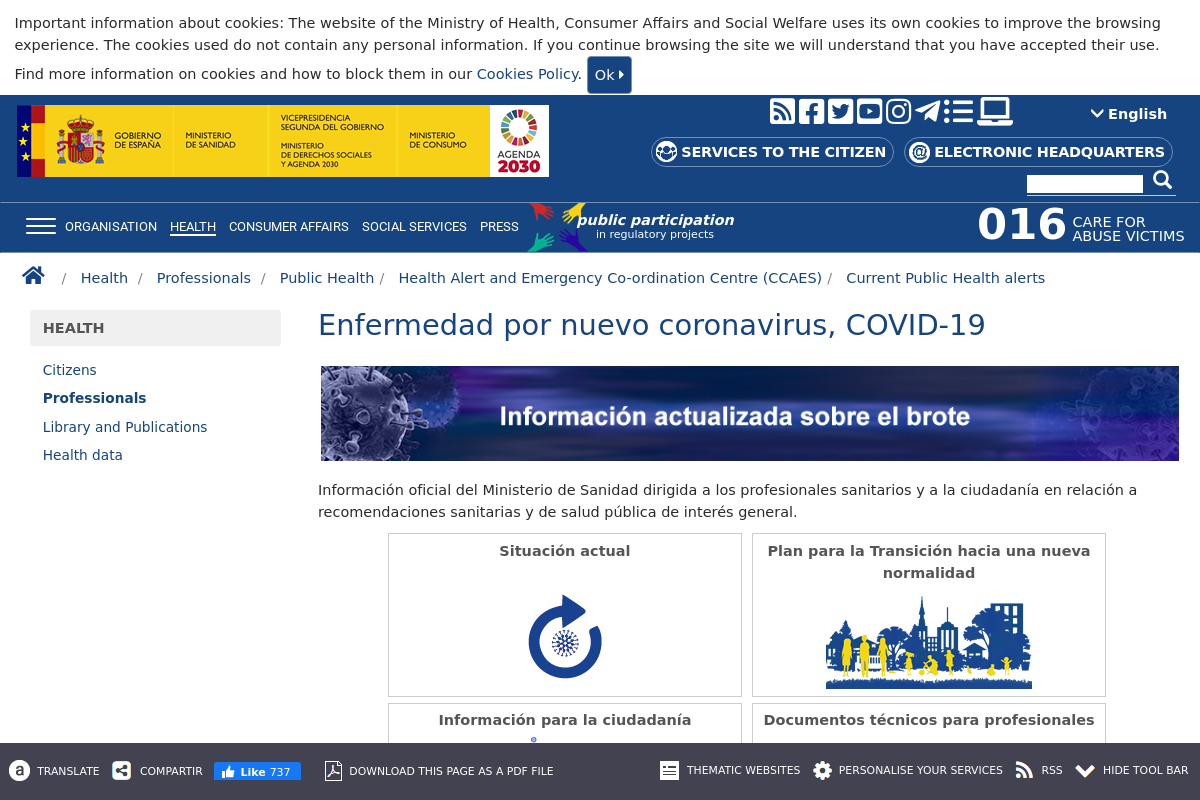 Important information about cookies: The website of the Ministry of Health, Consumer Affairs and Social Welfare uses its own cookies to improve the browsing
experience. The cookies used do not contain any personal information. If you continue browsing the site we will understand that you have accepted their use.
Find more information on cookies and how to block them in our Cookies Policy. Ok
GOBIERNO
DE ESPAÑA
MINISTERIO
DE SANIDAD
VICEPRESIDENCIA
SEGUNDA DEL GOBIERNO
MINISTERIO
DE DERECHOS SOCIALES
Y AGENDA 2030
MINISTERIO
DE CONSUMO
AGENDA
2030
English
SERVICES TO THE CITIZEN
ELECTRONIC HEADQUARTERS
ORGANISATION HEALTH CONSUMER AFFAIRS SOCIAL SERVICES PRESS
public participation
in regulatory projects
016 CARE FOR
ABUSE VICTIMS
/ Health / Professionals / Public Health / Health Alert and Emergency Co-ordination Centre (CCAES) / Current Public Health alerts
HEALTH
Citizens
Professionals
Library and Publications
Health data
Enfermedad por nuevo coronavirus, COVID-19
Información actualizada sobre el brote
Información oficial del Ministerio de Sanidad dirigida a los profesionales sanitarios y a la ciudadanía en relación a
recomendaciones sanitarias y de salud pública de interés general.
Situación actual
Plan para la Transición hacia una nueva
normalidad
Información para la ciudadanía
Documentos técnicos para profesionales
a TRANSLATE COMPARTIR Like 737 DOWNLOAD THIS PAGE AS A PDF FILE THEMATIC WEBSITES PERSONALISE YOUR SERVICES RSS HIDE TOOL BAR